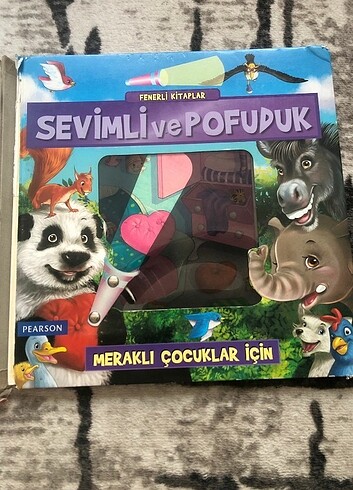 FENERLİ KİTAPLAR
SEVİMLİ ve POFUDUK
PEARSON
MERAKLI ÇOCUKLAR İÇİN